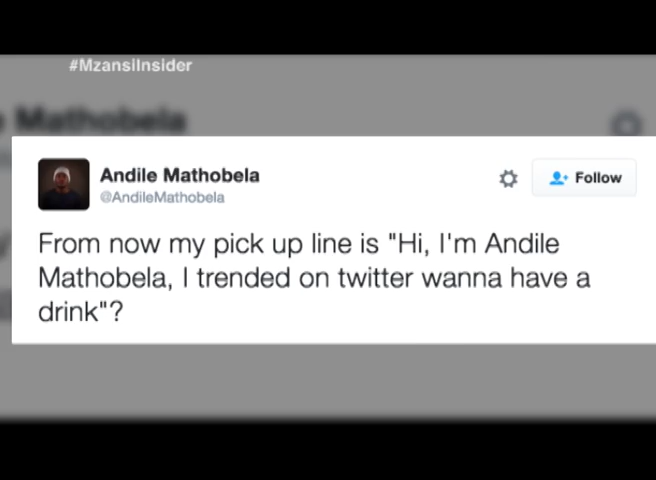 #MzansiInsider
Mathobela
Andile Mathobela
@AndileMathobela
Follow
From now my pick up line is "Hi, I'm Andile
Mathobela, I trended on twitter wanna have a
drink"?